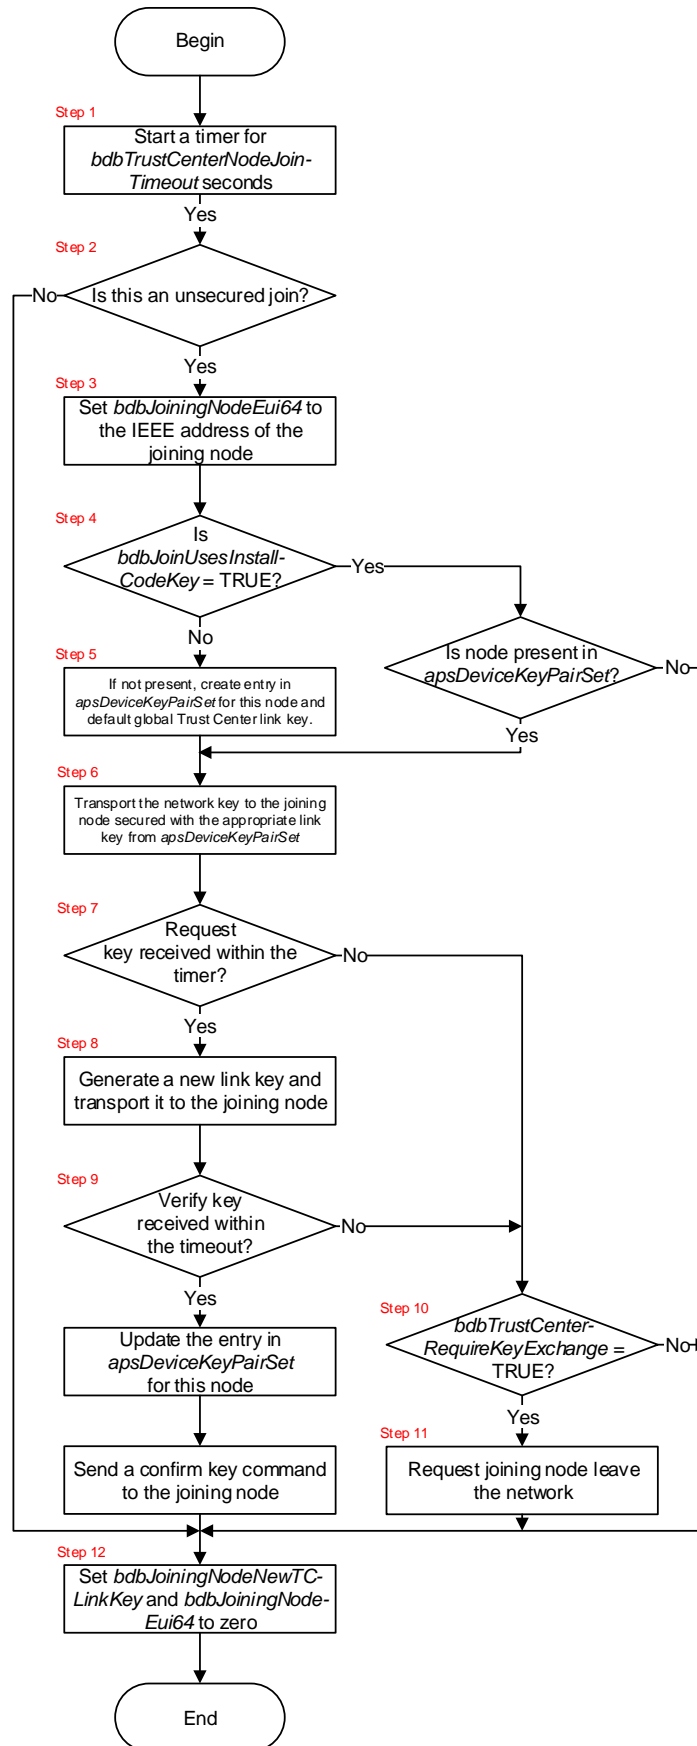 Begin
Step 1
Start a timer for
bdbTrustCenterNodeJoin-
Timeout seconds
Yes
Step 2
No
Is this an unsecured join?
Yes
Step 3
Set bdbJoiningNodeEui64 to
the IEEE address of the
joining node
Step 4
Is
bdbJoinUsesInstall-
CodeKey = TRUE?
Yes
No
Is node present in
apsDeviceKeyPairSet?
No
Yes
Step 5
If not present, create entry in
apsDeviceKeyPairSet for this node and
default global Trust Center link key.
Step 6
Transport the network key to the joining
node secured with the appropriate link
key from apsDeviceKeyPairSet
Step 7
Request
key received within the
timer?
No
Yes
Step 8
Generate a new link key and
transport it to the joining node
Step 9
Verify key
received within
the timeout?
No
Yes
Step 10
bdbTrustCenter-
RequireKeyExchange =
TRUE?
No
Yes
Update the entry in
apsDeviceKeyPairSet
for this node
Step 11
Request joining node leave
the network
Send a confirm key command
to the joining node
Step 12
Set bdbJoiningNodeNewTC-
LinkKey and bdbJoiningNode-
Eui64 to zero
End